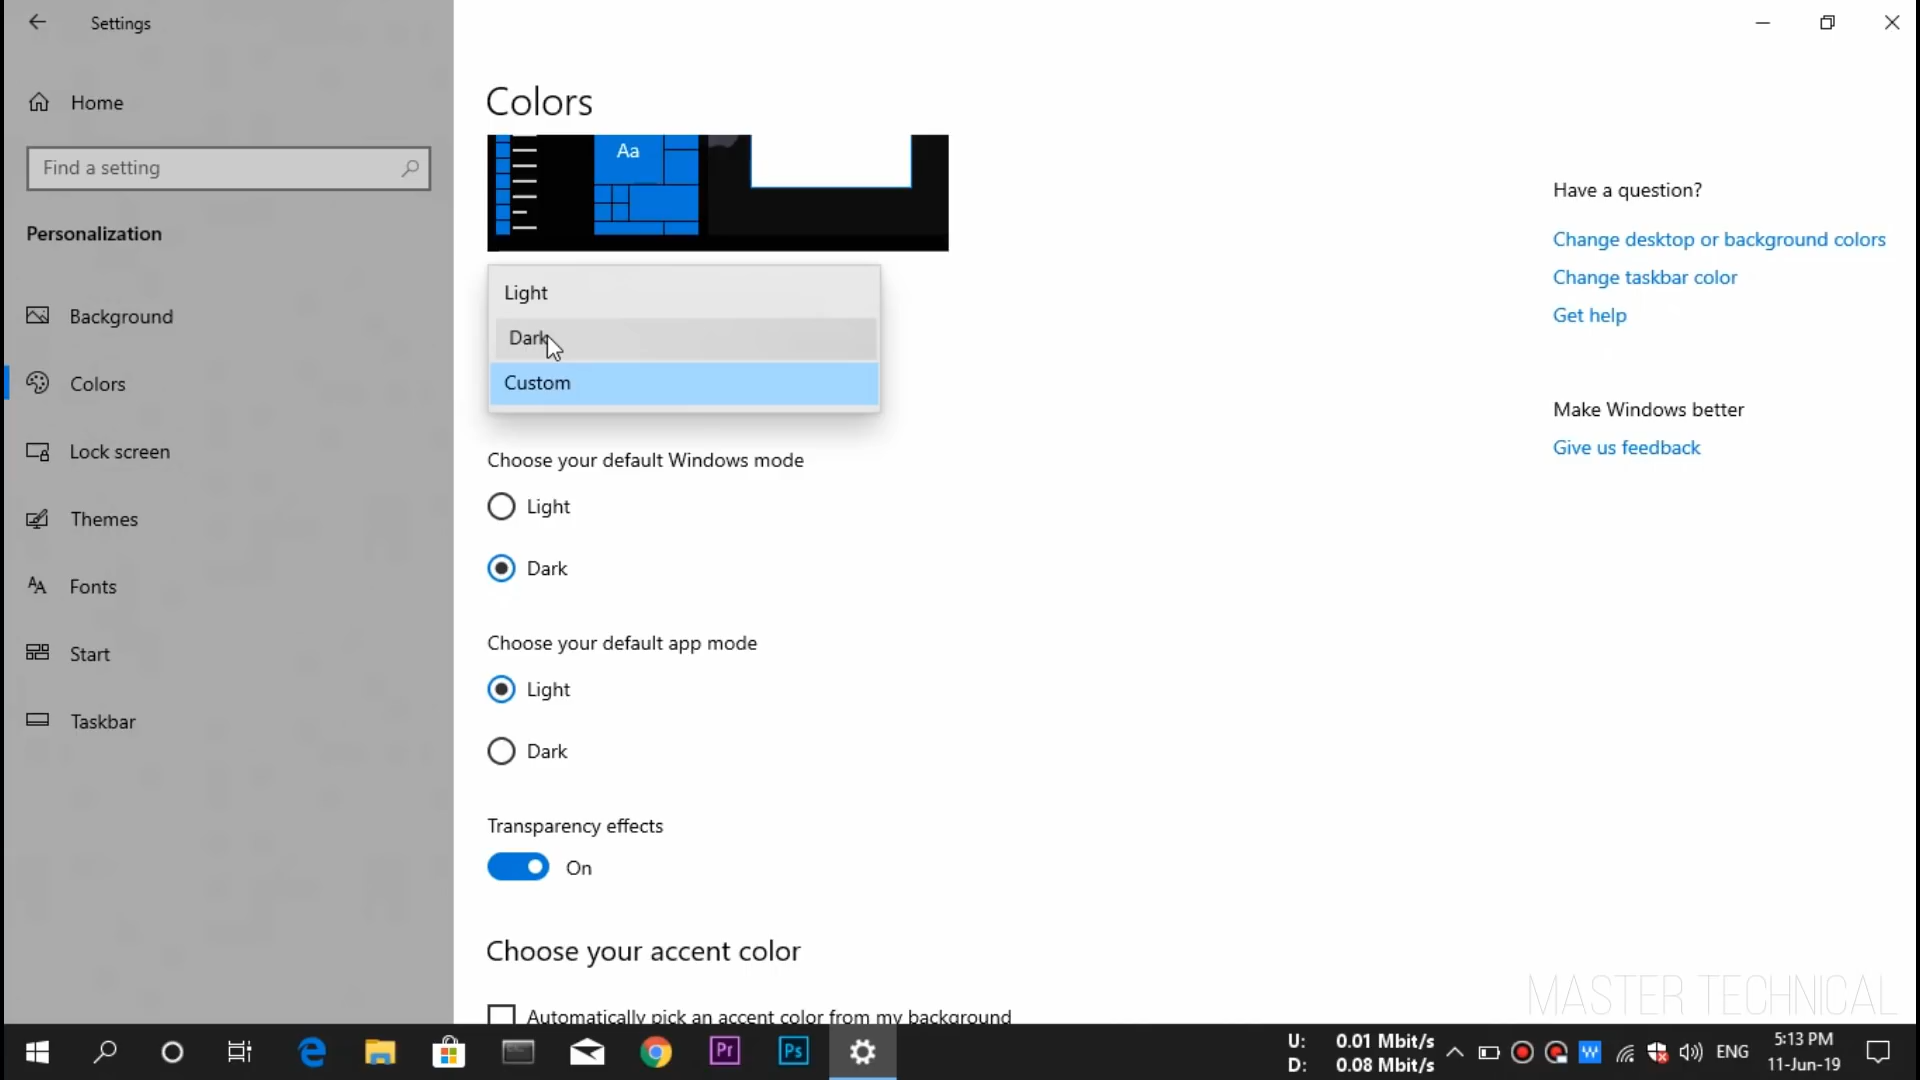 Settings
Home
Find a setting
Personalization
Background
Colors
Lock screen
Themes
Fonts
Start
Taskbar
Colors
Aa
Light
Dark
Custom
Choose your default Windows mode
Light
Dark
Choose your default app mode
Light
Dark
Transparency effects
On
Choose your accent color
Automatically pick an accent color from my background
Have a question?
Change desktop or background colors
Change taskbar color
Get help
Make Windows better
Give us feedback
MASTER TECHNICAL
Pr
Ps
U: 0.01 Mbit/s
D: 0.08 Mbit/s
W
ENG
5:13 PM
11-Jun-19